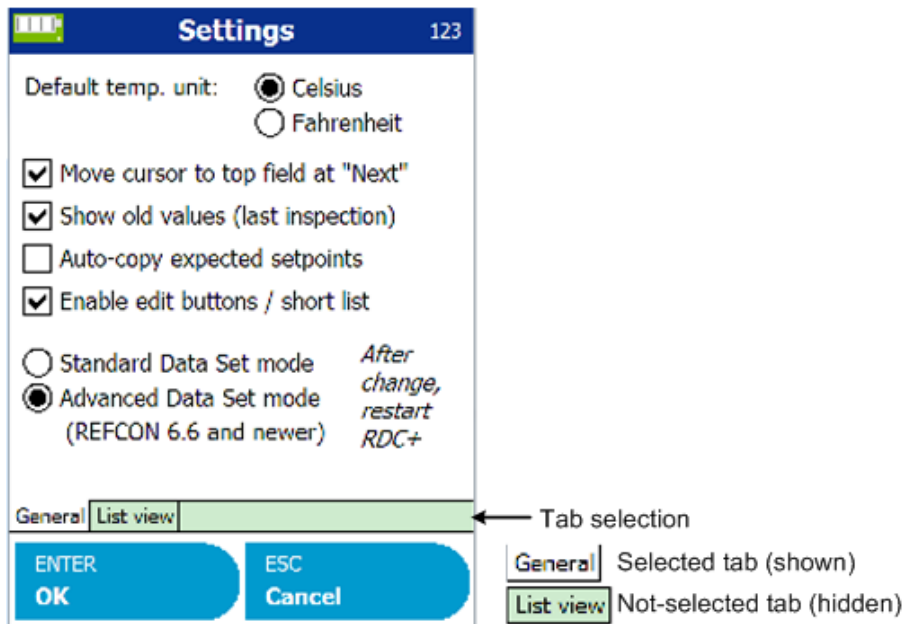 Settings 123
Default temp. unit: Celsius
Fahrenheit
Move cursor to top field at "Next"
Show old values (last inspection)
Auto-copy expected setpoints
Enable edit buttons / short list
Standard Data Set mode
Advanced Data Set mode
(REFCON 6.6 and newer)
After
change,
restart
RDC+
General List view
Tab selection
ENTER
OK
ESC
Cancel
General Selected tab (shown)
List view Not-selected tab (hidden)